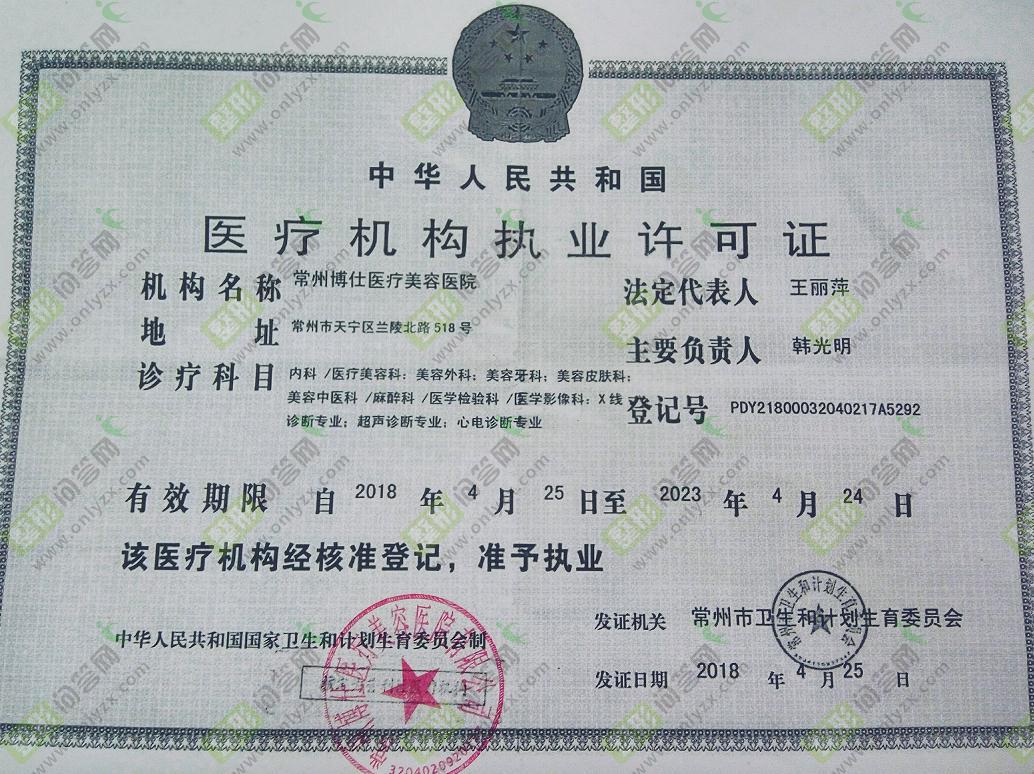 中华人民共和国
医疗机构执业许可证
机构名称 常州博仕医疗美容医院
法定代表人 王丽萍
地址 常州市天宁区兰陵北路 518 号
主要负责人 韩光明
诊疗科目 内科 /医疗美容科：美容外科；美容牙科；美容皮肤科；
美容中医科 /麻醉科 /医学检验科 /医学影像科：X 线
诊断专业；超声诊断专业；心电诊断专业
登记号 PDY21800032040217A5292
有效期限 自 2018 年 4 月 25 日至 2023 年 4 月 24 日
该医疗机构经核准登记，准予执业
发证机关 常州市卫生和计划生育委员会
中华人民共和国国家卫生和计划生育委员会制
发证日期 2018 年 4 月 25 日
整形问答网
www.onlyzx.com